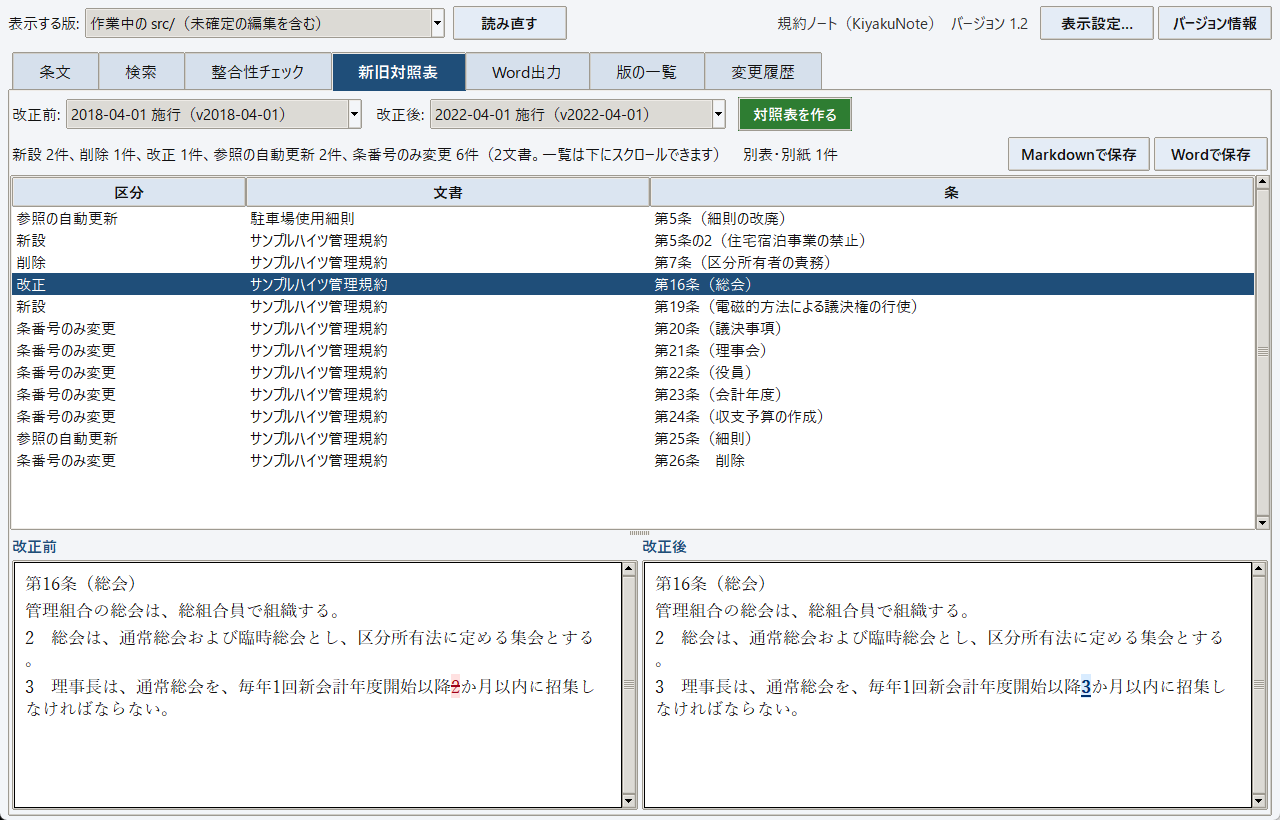 表示する版: 作業中の src/（未確定の編集を含む） 読み直す 規約ノート（KiyakuNote） バージョン 1.2 表示設定... バージョン情報
条文 検索 整合性チェック 新旧対照表 Word出力 版の一覧 変更履歴
改正前: 2018-04-01 施行（v2018-04-01） 改正後: 2022-04-01 施行（v2022-04-01） 対照表を作る
新設 2件、削除 1件、改正 1件、参照の自動更新 2件、条番号のみ変更 6件（2文書。一覧は下にスクロールできます） 別表・別紙 1件 Markdownで保存 Wordで保存
区分 文書 条
参照の自動更新 駐車場使用細則 第5条（細則の改廃）
新設 サンプルハイツ管理規約 第5条の2（住宅宿泊事業の禁止）
削除 サンプルハイツ管理規約 第7条（区分所有者の責務）
改正 サンプルハイツ管理規約 第16条（総会）
新設 サンプルハイツ管理規約 第19条（電磁的方法による議決権の行使）
条番号のみ変更 サンプルハイツ管理規約 第20条（議決事項）
条番号のみ変更 サンプルハイツ管理規約 第21条（理事会）
条番号のみ変更 サンプルハイツ管理規約 第22条（役員）
条番号のみ変更 サンプルハイツ管理規約 第23条（会計年度）
条番号のみ変更 サンプルハイツ管理規約 第24条（収支予算の作成）
参照の自動更新 サンプルハイツ管理規約 第25条（細則）
条番号のみ変更 サンプルハイツ管理規約 第26条　削除
改正前
第16条（総会）
管理組合の総会は、総組合員で組織する。
2　総会は、通常総会および臨時総会とし、区分所有法に定める集会とする
。
3　理事長は、通常総会を、毎年1回新会計年度開始以降2か月以内に招集し
なければならない。
改正後
第16条（総会）
管理組合の総会は、総組合員で組織する。
2　総会は、通常総会および臨時総会とし、区分所有法に定める集会とする
。
3　理事長は、通常総会を、毎年1回新会計年度開始以降3か月以内に招集し
なければならない。